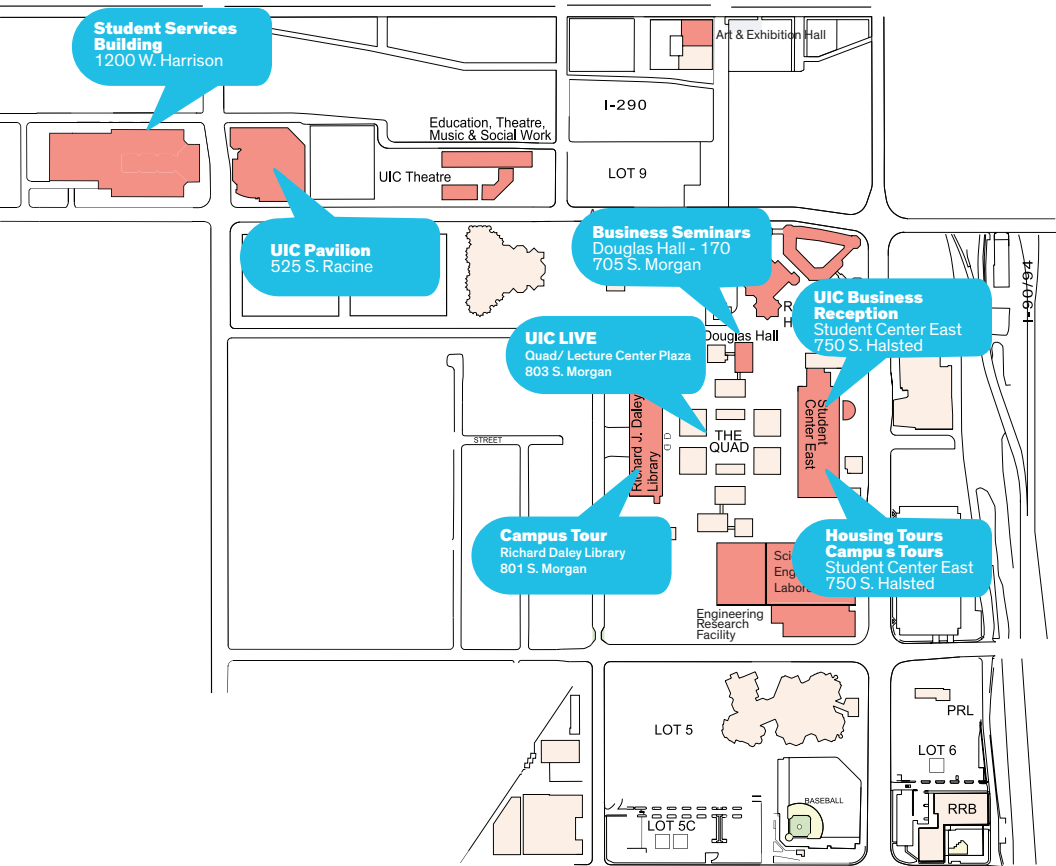 Student Services
Building
1200 W. Harrison
Art & Exhibition Hall
I-290
Education, Theatre,
Music & Social Work
UIC Theatre
LOT 9
UIC Pavilion
525 S. Racine
Business Seminars
Douglas Hall - 170
705 S. Morgan
I-90/94
UIC Business
Reception
Student Center East
750 S. Halsted
Douglas Hall
UIC LIVE
Quad/ Lecture Center Plaza
803 S. Morgan
Richard J. Daley
Library
THE
QUAD
Student
Center East
STREET
Campus Tour
Richard Daley Library
801 S. Morgan
Housing Tours
Campu s Tours
Student Center East
750 S. Halsted
Engineering
Research
Facility
LOT 5
PRL
LOT 6
BASEBALL
RRB
LOT 5C